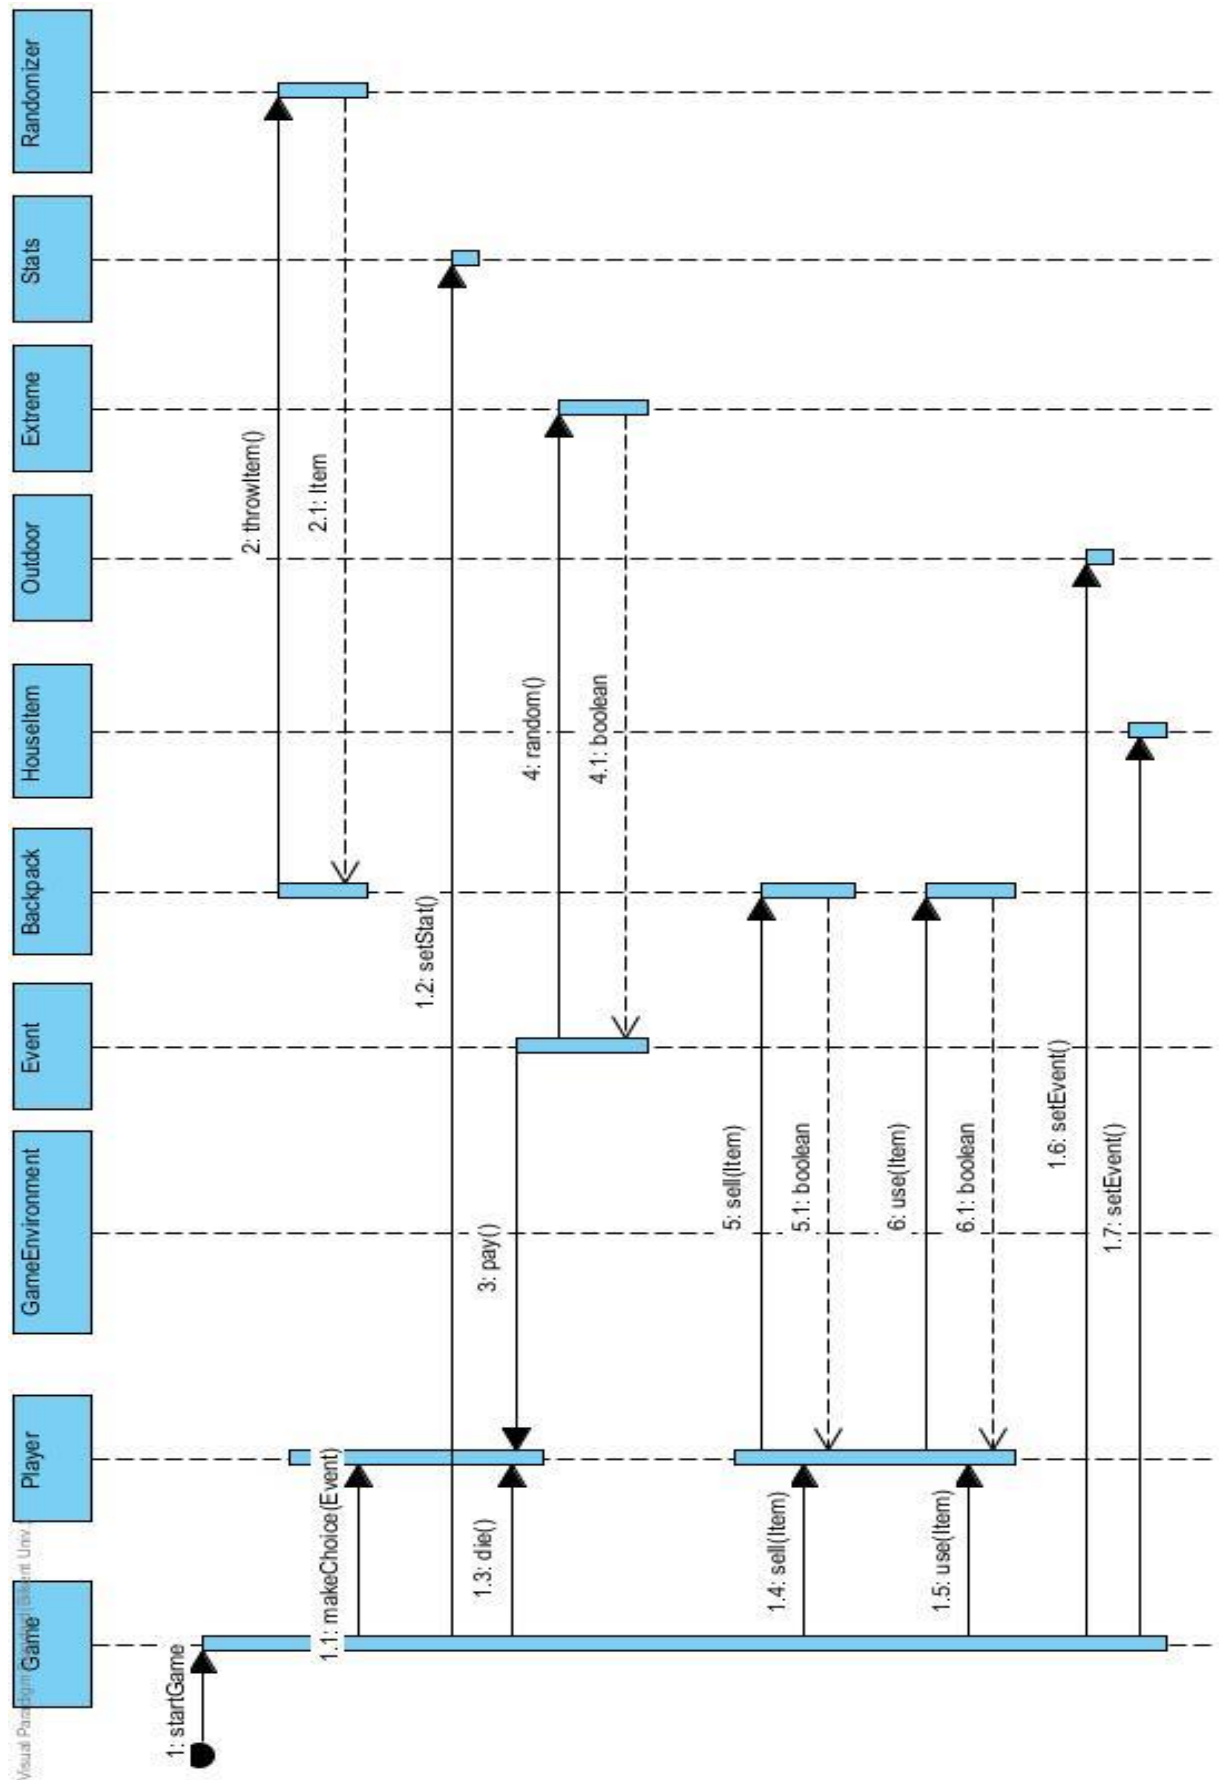 Visual Paradigm
Game
Player
GameEnvironment
Event
Backpack
HouseItem
Outdoor
Extreme
Stats
Randomizer
1: startGame
2: throwItem()
2.1: Item
1.1: makeChoice(Event)
1.2: setStat()
1.3: die()
3: pay()
4: random()
4.1: boolean
5: sell(Item)
1.4: sell(Item)
5.1: boolean
6: use(Item)
1.5: use(Item)
6.1: boolean
1.6: setEvent()
1.7: setEvent()